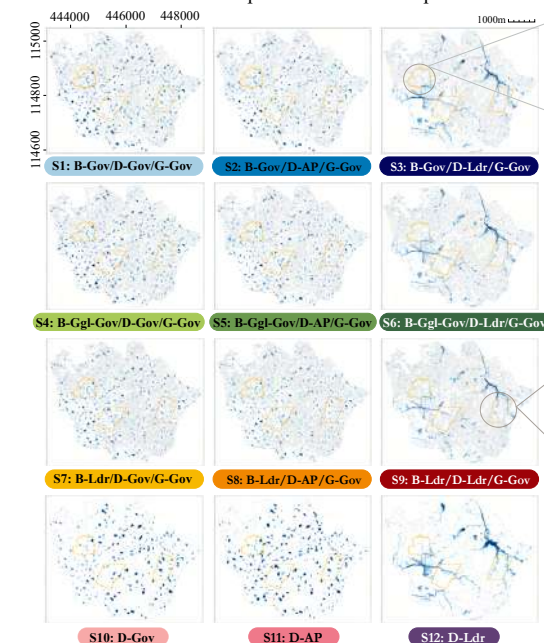 444000 446000 448000
1000m
115000
114800
114600
S1: B-Gov/D-Gov/G-Gov S2: B-Gov/D-AP/G-Gov S3: B-Gov/D-Ldr/G-Gov
S4: B-Ggl-Gov/D-Gov/G-Gov S5: B-Ggl-Gov/D-AP/G-Gov S6: B-Ggl-Gov/D-Ldr/G-Gov
S7: B-Ldr/D-Gov/G-Gov S8: B-Ldr/D-AP/G-Gov S9: B-Ldr/D-Ldr/G-Gov
S10: D-Gov S11: D-AP S12: D-Ldr